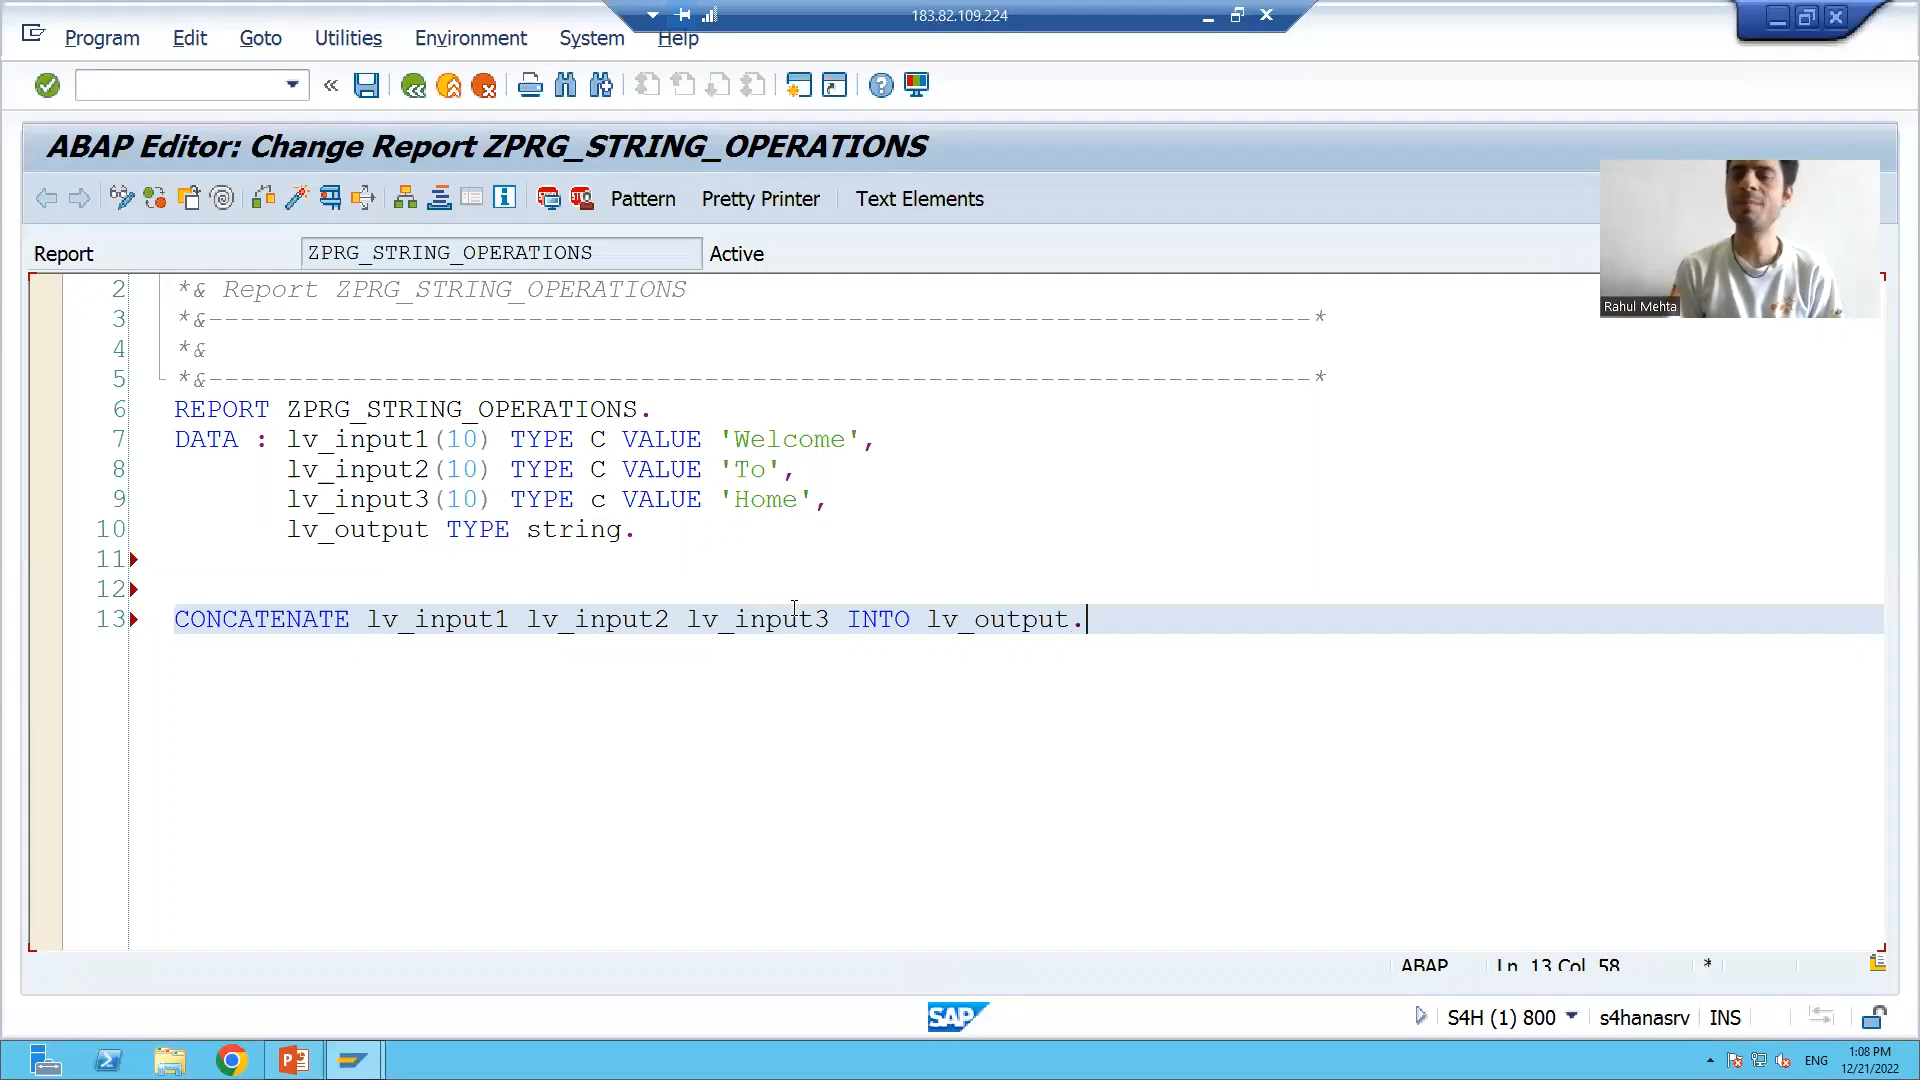 183.82.109.224
Program Edit Goto Utilities Environment System Help
ABAP Editor: Change Report ZPRG_STRING_OPERATIONS
Pattern Pretty Printer Text Elements
Report ZPRG_STRING_OPERATIONS Active
Rahul Mehta
2 *& Report ZPRG_STRING_OPERATIONS
3 *&---------------------------------------------------------------------*
4 *&
5 *&---------------------------------------------------------------------*
6 REPORT ZPRG_STRING_OPERATIONS.
7 DATA : lv_input1(10) TYPE C VALUE 'Welcome',
8 lv_input2(10) TYPE C VALUE 'To',
9 lv_input3(10) TYPE c VALUE 'Home',
10 lv_output TYPE string.
11
12
13 CONCATENATE lv_input1 lv_input2 lv_input3 INTO lv_output.
ABAP Ln 13 Col 58 *
SAP
S4H (1) 800 s4hanasrv INS
ENG
1:08 PM
12/21/2022